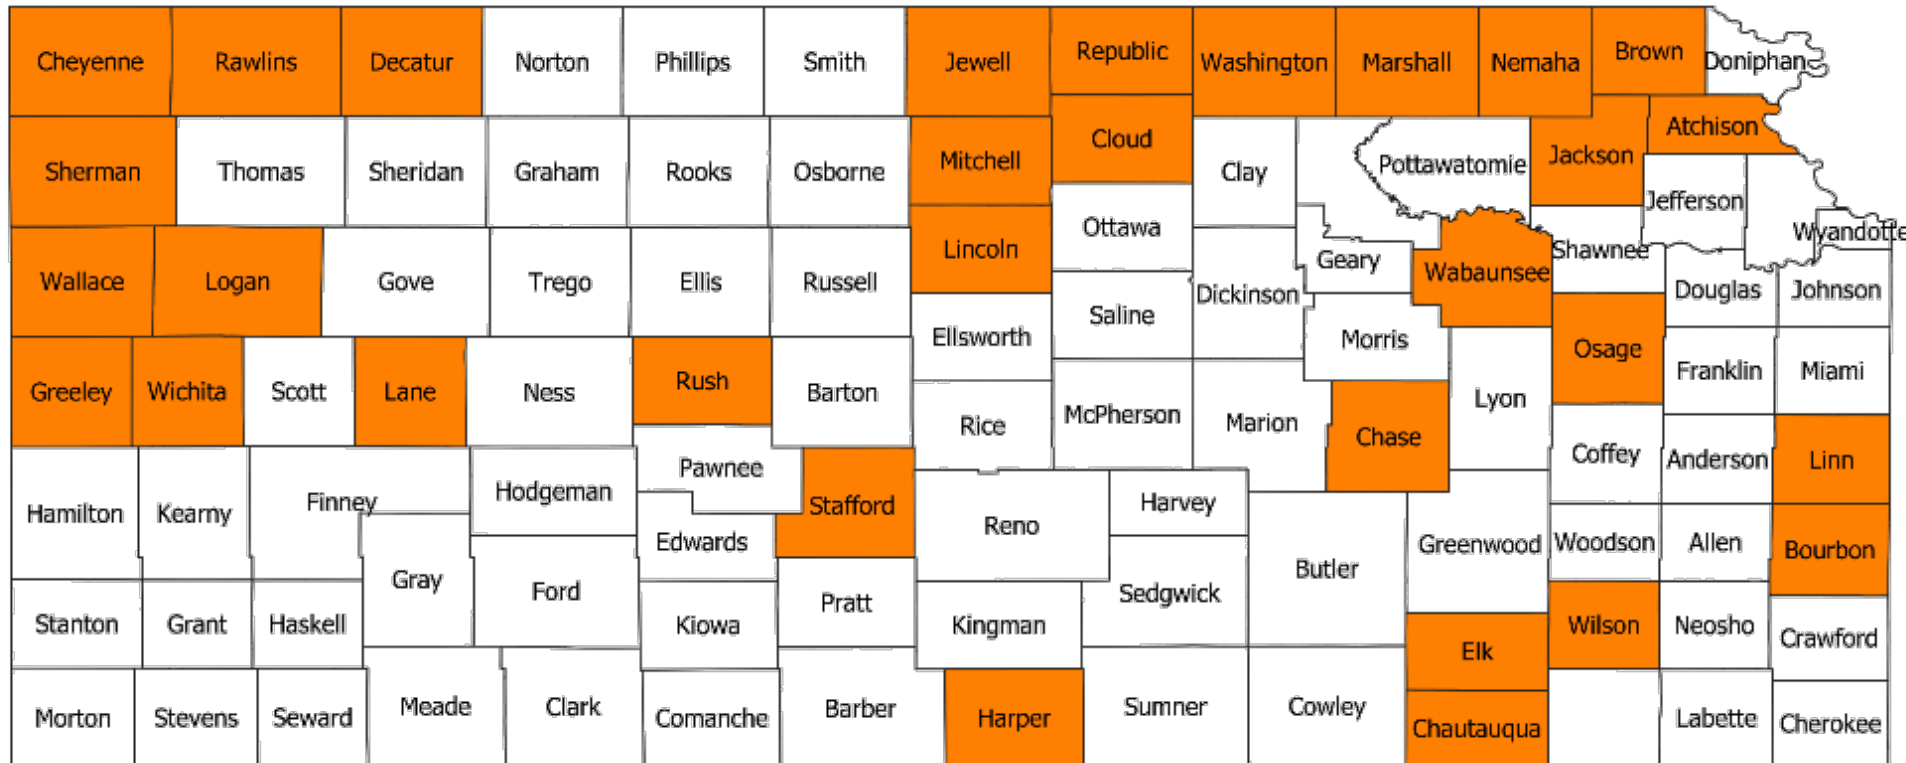 Cheyenne
Rawlins
Decatur
Norton
Phillips
Smith
Jewell
Republic
Washington
Marshall
Nemaha
Brown
Doniphan
Sherman
Thomas
Sheridan
Graham
Rooks
Osborne
Mitchell
Cloud
Clay
Pottawatomie
Jackson
Atchison
Jefferson
Wallace
Logan
Gove
Trego
Ellis
Russell
Lincoln
Ottawa
Dickinson
Geary
Wabaunsee
Shawnee
Wyandotte
Douglas
Johnson
Ellsworth
Saline
Morris
Osage
Franklin
Miami
Greeley
Wichita
Scott
Lane
Ness
Rush
Barton
Rice
McPherson
Marion
Chase
Lyon
Coffey
Anderson
Linn
Hamilton
Kearny
Finney
Hodgeman
Pawnee
Stafford
Reno
Harvey
Butler
Greenwood
Woodson
Allen
Bourbon
Edwards
Gray
Ford
Pratt
Sedgwick
Stanton
Grant
Haskell
Kiowa
Kingman
Elk
Wilson
Neosho
Crawford
Morton
Stevens
Seward
Meade
Clark
Comanche
Barber
Harper
Sumner
Cowley
Chautauqua
Labette
Cherokee